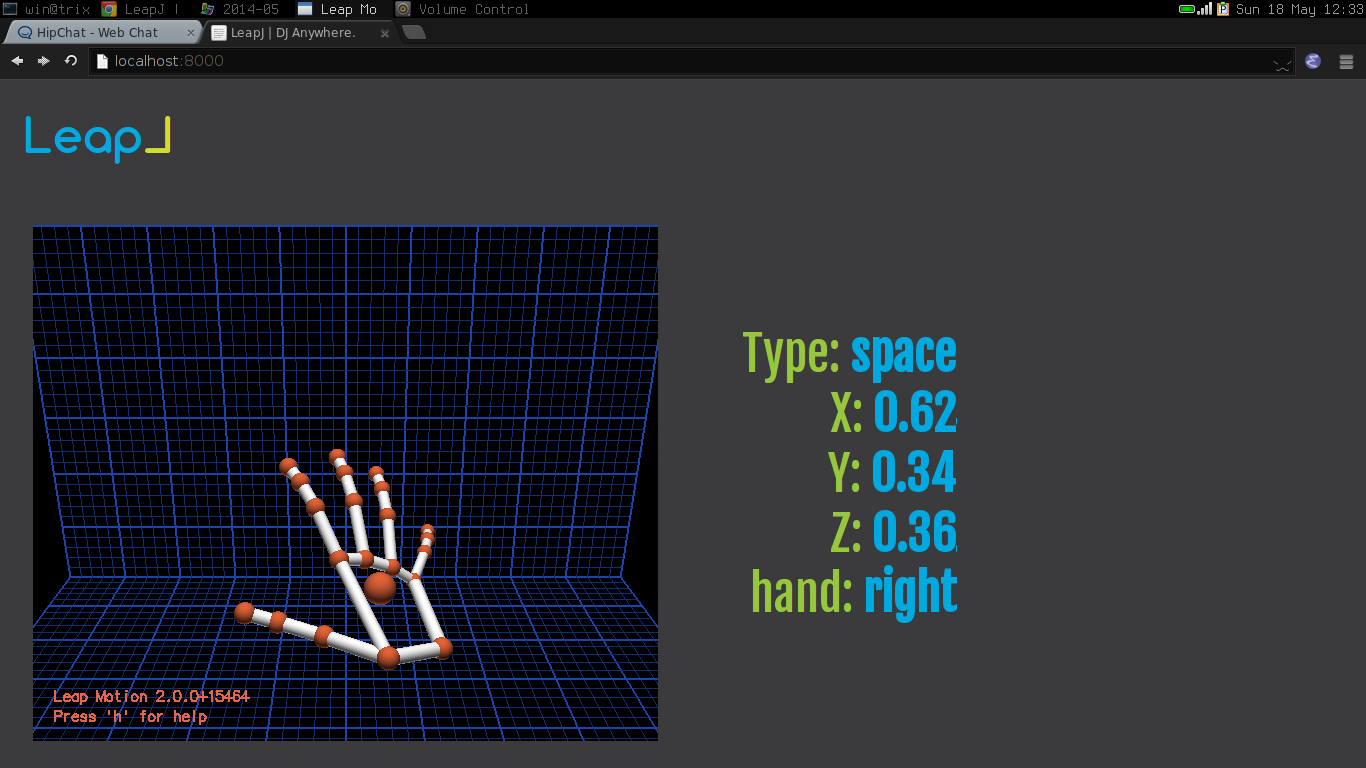 win@trix LeapJ | 2014-05 Leap Mo Volume Control Sun 18 May 12:33
HipChat - Web Chat LeapJ | DJ Anywhere.
localhost:8000
LeapJ
Type: space
X: 0.62
Y: 0.34
Z: 0.36
hand: right
Leap Motion 2.0.0+15464
Press 'h' for help